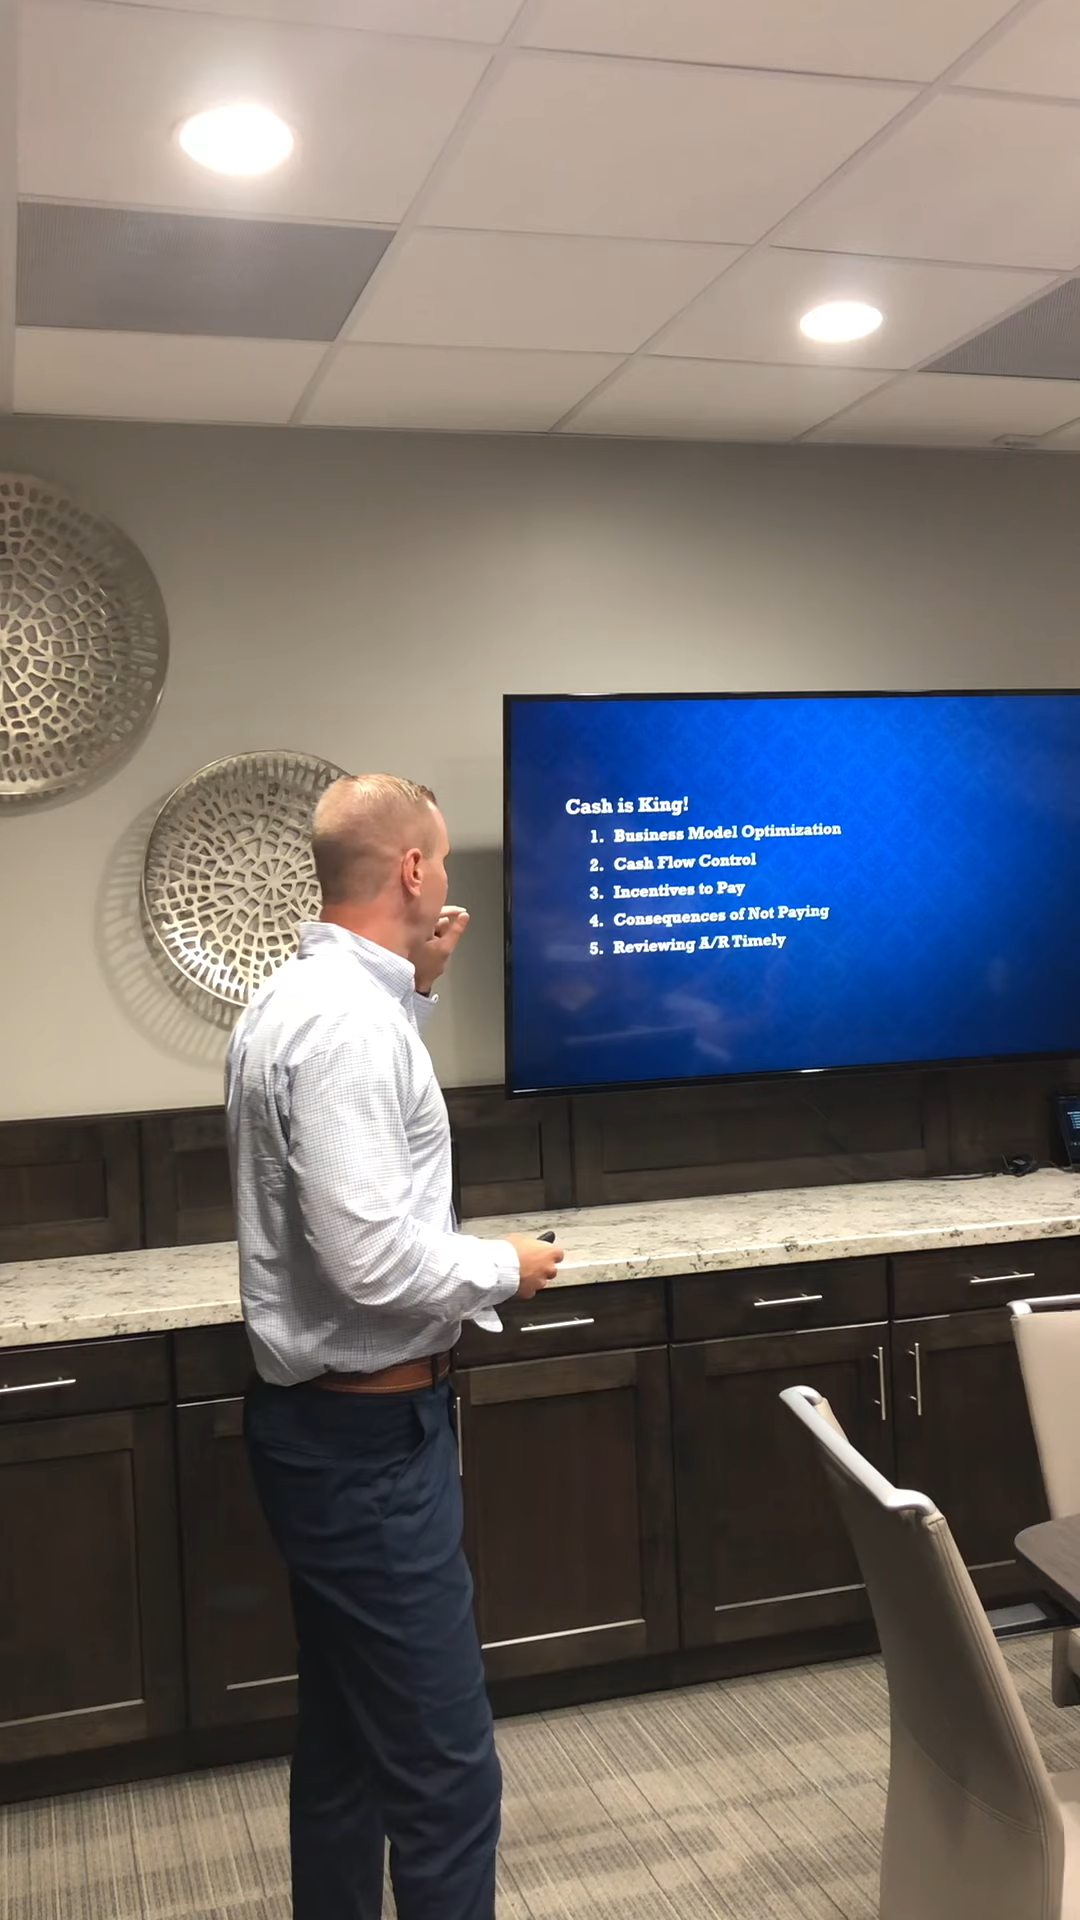 Cash is King!
1. Business Model Optimization
2. Cash Flow Control
3. Incentives to Pay
4. Consequences of Not Paying
5. Reviewing A/R Timely